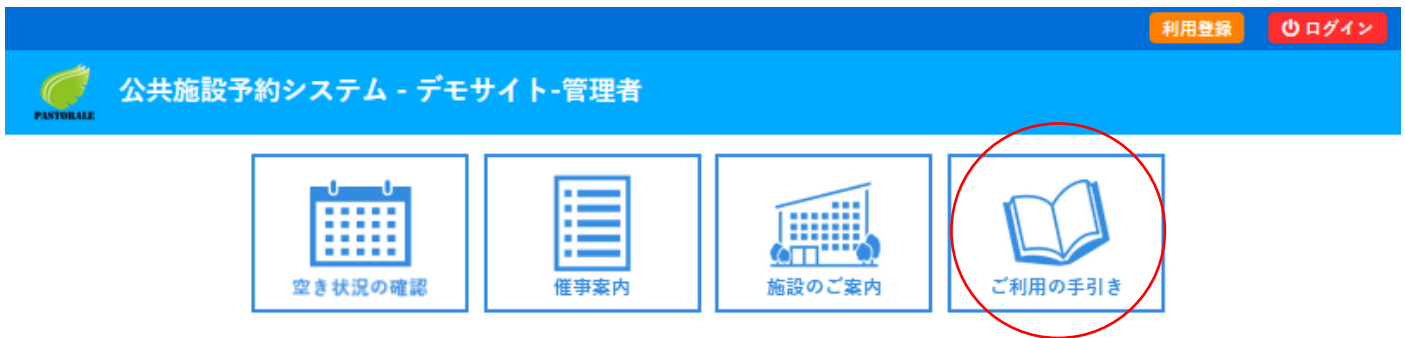 利用登録
ログイン
PASTORALE
公共施設予約システム - デモサイト-管理者
空き状況の確認
催事案内
施設のご案内
ご利用の手引き